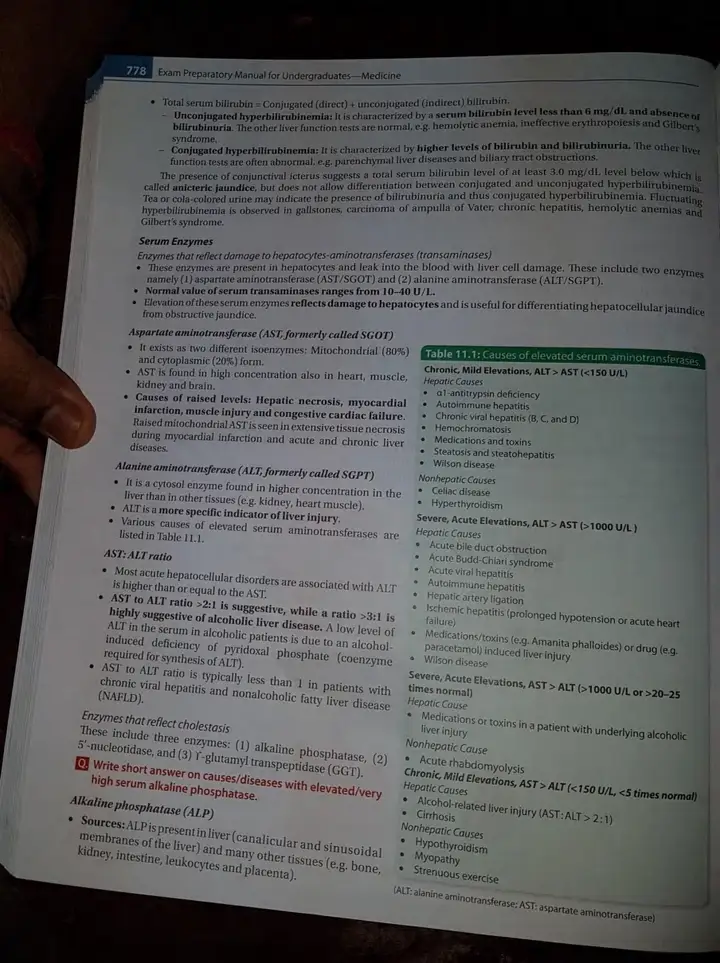 778 Exam Preparatory Manual for Undergraduates—Medicine
• Total serum bilirubin = Conjugated (direct) + unconjugated (indirect) bilirubin.
– Unconjugated hyperbilirubinemia: It is characterized by a serum bilirubin level less than 6 mg/dL and absence of
bilirubinuria. The other liver function tests are normal, e.g. hemolytic anemia, ineffective erythropoiesis and Gilbert's
syndrome.
– Conjugated hyperbilirubinemia: It is characterized by higher levels of bilirubin and bilirubinuria. The other liver
function tests are often abnormal, e.g. parenchymal liver diseases and biliary tract obstructions.
The presence of conjunctival icterus suggests a total serum bilirubin level of at least 3.0 mg/dL level below which is
called anicteric jaundice, but does not allow differentiation between conjugated and unconjugated hyperbilirubinemia.
Tea or cola-colored urine may indicate the presence of bilirubinuria and thus conjugated hyperbilirubinemia. Fluctuating
hyperbilirubinemia is observed in gallstones, carcinoma of ampulla of Vater, chronic hepatitis, hemolytic anemias and
Gilbert's syndrome.
Serum Enzymes
Enzymes that reflect damage to hepatocytes-aminotransferases (transaminases)
• These enzymes are present in hepatocytes and leak into the blood with liver cell damage. These include two enzymes
namely (1) aspartate aminotransferase (AST/SGOT) and (2) alanine aminotransferase (ALT/SGPT).
• Normal value of serum transaminases ranges from 10–40 U/L.
• Elevation of these serum enzymes reflects damage to hepatocytes and is useful for differentiating hepatocellular jaundice
from obstructive jaundice.
Aspartate aminotransferase (AST, formerly called SGOT)
• It exists as two different isoenzymes: Mitochondrial (80%)
and cytoplasmic (20%) form.
• AST is found in high concentration also in heart, muscle,
kidney and brain.
• Causes of raised levels: Hepatic necrosis, myocardial
infarction, muscle injury and congestive cardiac failure.
Raised mitochondrial AST is seen in extensive tissue necrosis
during myocardial infarction and acute and chronic liver
diseases.
Alanine aminotransferase (ALT, formerly called SGPT)
• It is a cytosol enzyme found in higher concentration in the
liver than in other tissues (e.g. kidney, heart muscle).
• ALT is a more specific indicator of liver injury.
• Various causes of elevated serum aminotransferases are
listed in Table 11.1.
AST: ALT ratio
• Most acute hepatocellular disorders are associated with ALT
is higher than or equal to the AST.
• AST to ALT ratio >2:1 is suggestive, while a ratio >3:1 is
highly suggestive of alcoholic liver disease. A low level of
ALT in the serum in alcoholic patients is due to an alcohol-
induced deficiency of pyridoxal phosphate (coenzyme
required for synthesis of ALT).
• AST to ALT ratio is typically less than 1 in patients with
chronic viral hepatitis and nonalcoholic fatty liver disease
(NAFLD).
Enzymes that reflect cholestasis
These include three enzymes: (1) alkaline phosphatase, (2)
5'-nucleotidase, and (3) ϒ-glutamyl transpeptidase (GGT).
Q. Write short answer on causes/diseases with elevated/very
high serum alkaline phosphatase.
Alkaline phosphatase (ALP)
• Sources: ALP is present in liver (canalicular and sinusoidal
membranes of the liver) and many other tissues (e.g. bone,
kidney, intestine, leukocytes and placenta).
Table 11.1: Causes of elevated serum aminotransferases
Chronic, Mild Elevations, ALT > AST (<150 U/L)
Hepatic Causes
• α1-antitrypsin deficiency
• Autoimmune hepatitis
• Chronic viral hepatitis (B, C, and D)
• Hemochromatosis
• Medications and toxins
• Steatosis and steatohepatitis
• Wilson disease
Nonhepatic Causes
• Celiac disease
• Hyperthyroidism
Severe, Acute Elevations, ALT > AST (>1000 U/L )
Hepatic Causes
• Acute bile duct obstruction
• Acute Budd-Chiari syndrome
• Acute viral hepatitis
• Autoimmune hepatitis
• Hepatic artery ligation
• Ischemic hepatitis (prolonged hypotension or acute heart
failure)
• Medications/toxins (e.g. Amanita phalloides) or drug (e.g.
paracetamol) induced liver injury
• Wilson disease
Severe, Acute Elevations, AST > ALT (>1000 U/L or >20–25
times normal)
Hepatic Cause
• Medications or toxins in a patient with underlying alcoholic
liver injury
Nonhepatic Cause
• Acute rhabdomyolysis
Chronic, Mild Elevations, AST > ALT (<150 U/L, <5 times normal)
Hepatic Causes
• Alcohol-related liver injury (AST:ALT > 2:1)
• Cirrhosis
Nonhepatic Causes
• Hypothyroidism
• Myopathy
• Strenuous exercise
(ALT: alanine aminotransferase; AST: aspartate aminotransferase)